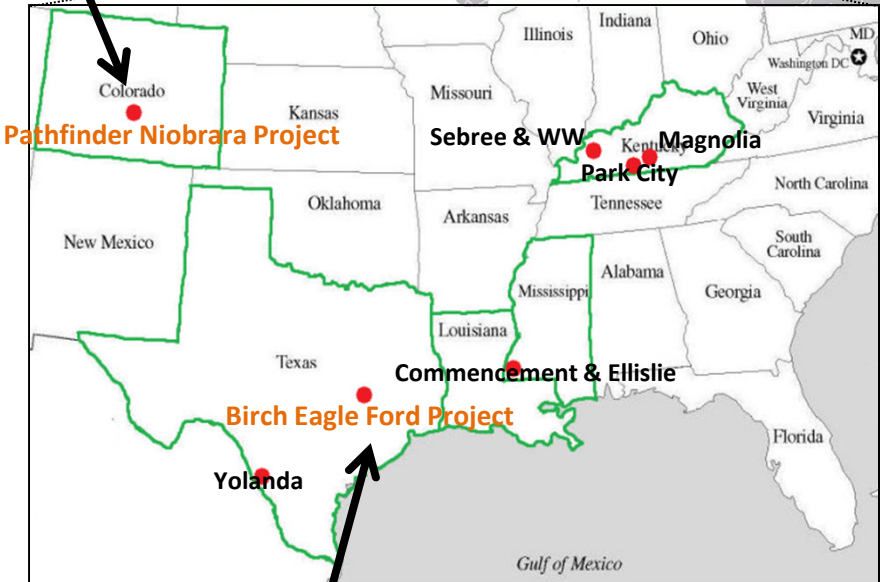 Indiana
Illinois
Ohio
MD
Washington DC
Colorado
Missouri
West
Virginia
Kansas
Virginia
Pathfinder Niobrara Project
Sebree & WW
Kentucky
Magnolia
Park City
North Carolina
Oklahoma
Tennessee
Arkansas
New Mexico
South
Carolina
Alabama
Mississippi
Georgia
Louisiana
Texas
Commencement & Ellislie
Birch Eagle Ford Project
Florida
Yolanda
Gulf of Mexico